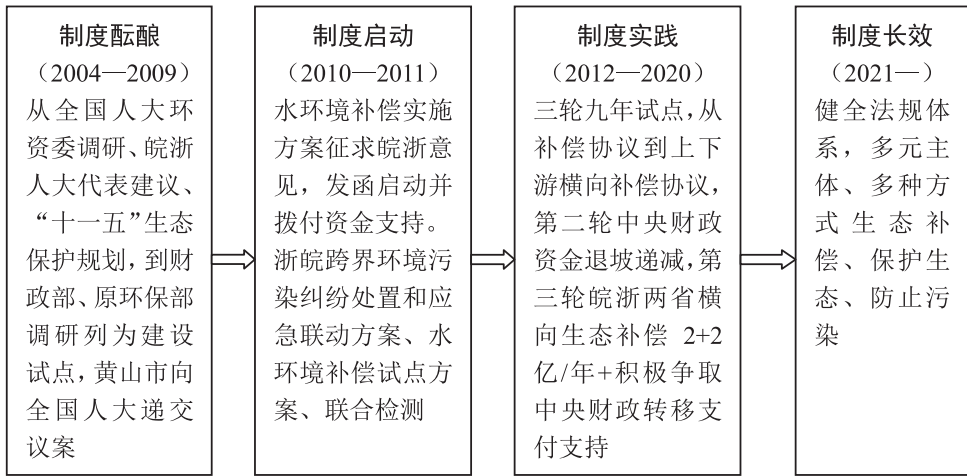 制度酝酿
（2004—2009）
从全国人大环
资委调研、皖浙
人大代表建议、
“十一五”生态
保护规划，到财
政部、原环保部
调研列为建设
试点，黄山市向
全国人大递交
议案
制度启动
（2010—2011）
水环境补偿实施
方案征求皖浙意
见，发函启动并
拨付资金支持。
浙皖跨界环境污
染纠纷处置和应
急联动方案、水
环境补偿试点方
案、联合检测
制度实践
（2012—2020）
三轮九年试点，从
补偿协议到上下
游横向补偿协议，
第二轮中央财政
资金退坡递减，第
三轮皖浙两省横
向生态补偿 2+2
亿/年+积极争取
中央财政转移支
付支持
制度长效
（2021—）
健全法规体
系，多元主
体、多种方
式生态补
偿、保护生
态、防止污
染